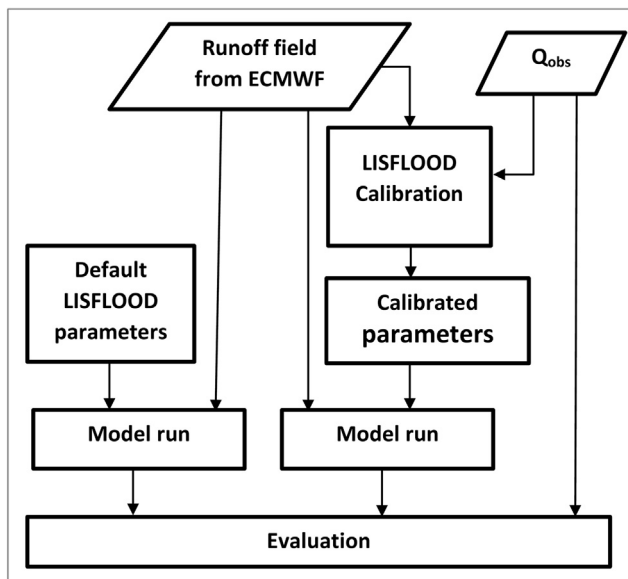 Runoff field
from ECMWF
Qobs
LISFLOOD
Calibration
Default
LISFLOOD
parameters
Calibrated
parameters
Model run
Model run
Evaluation